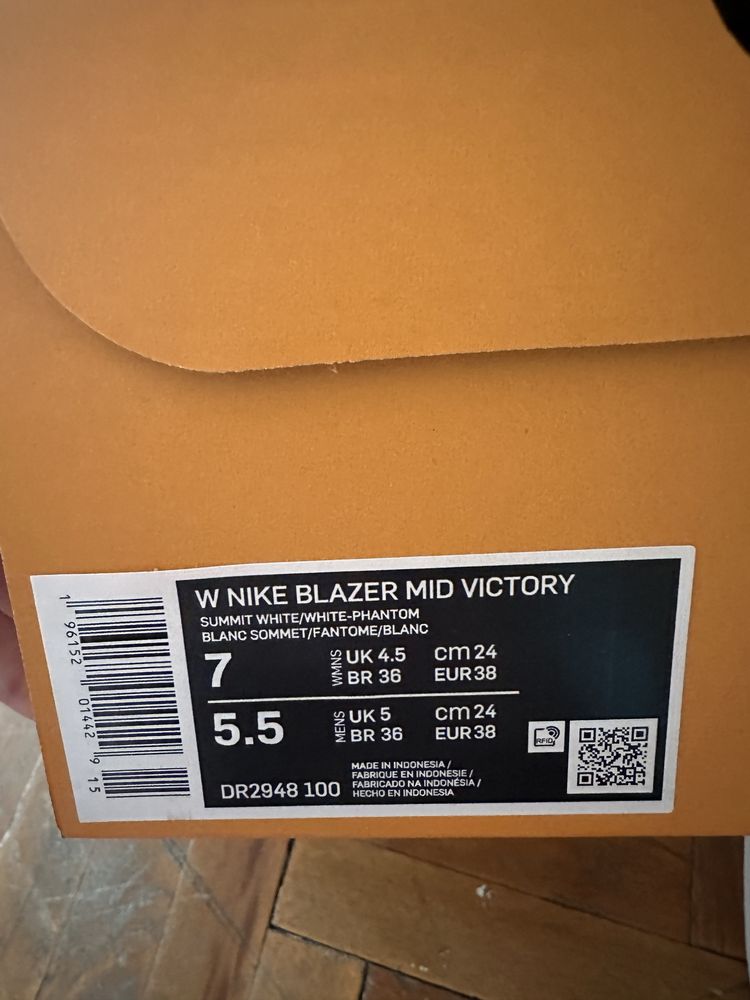 W NIKE BLAZER MID VICTORY
SUMMIT WHITE/WHITE-PHANTOM
BLANC SOMMET/FANTOME/BLANC
7 WMNS UK 4.5 cm 24
BR 36 EUR 38
5.5 MENS UK 5 cm 24
BR 36 EUR 38
RFID
DR2948 100
MADE IN INDONESIA /
FABRIQUE EN INDONESIE /
FABRICADO NA INDONÉSIA /
HECHO EN INDONESIA
1 96152 01442 9 15